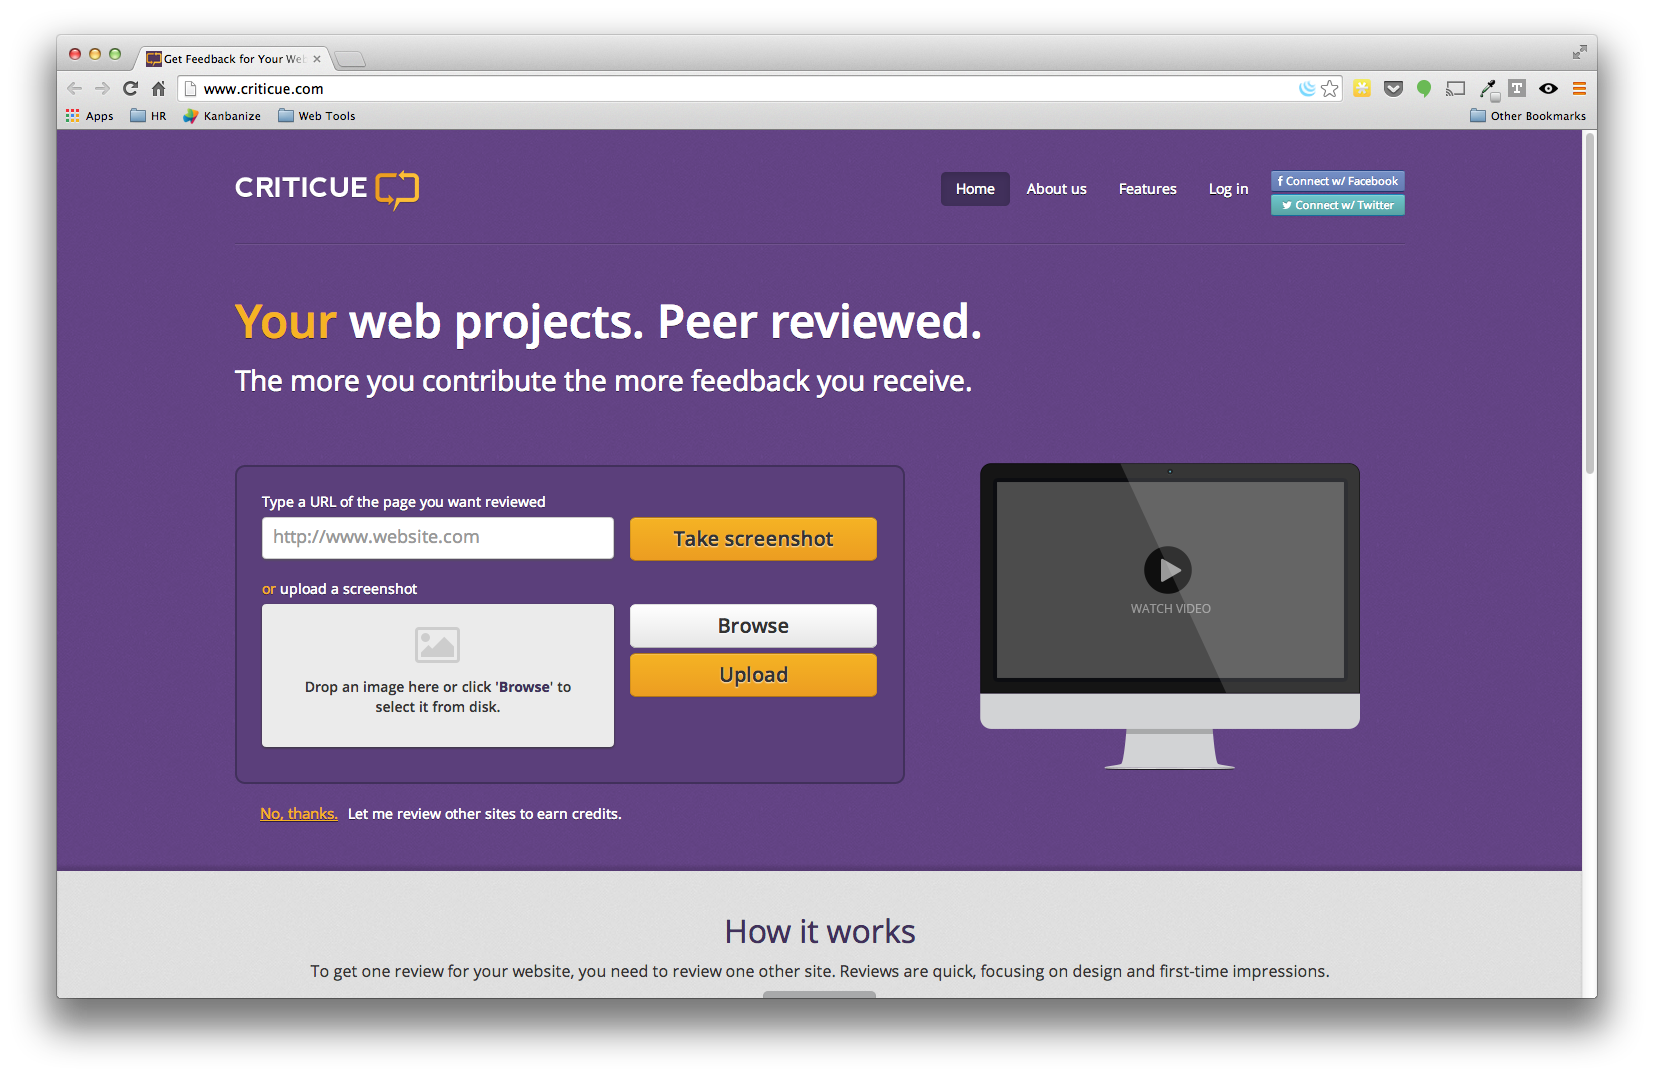 Get Feedback for Your Web
www.criticue.com
Apps HR Kanbanize Web Tools Other Bookmarks
CRITICUE
Home About us Features Log in
f Connect w/ Facebook
Connect w/ Twitter
Your web projects. Peer reviewed.
The more you contribute the more feedback you receive.
Type a URL of the page you want reviewed
http://www.website.com
Take screenshot
or upload a screenshot
Browse
Upload
Drop an image here or click 'Browse' to
select it from disk.
WATCH VIDEO
No, thanks. Let me review other sites to earn credits.
How it works
To get one review for your website, you need to review one other site. Reviews are quick, focusing on design and first-time impressions.